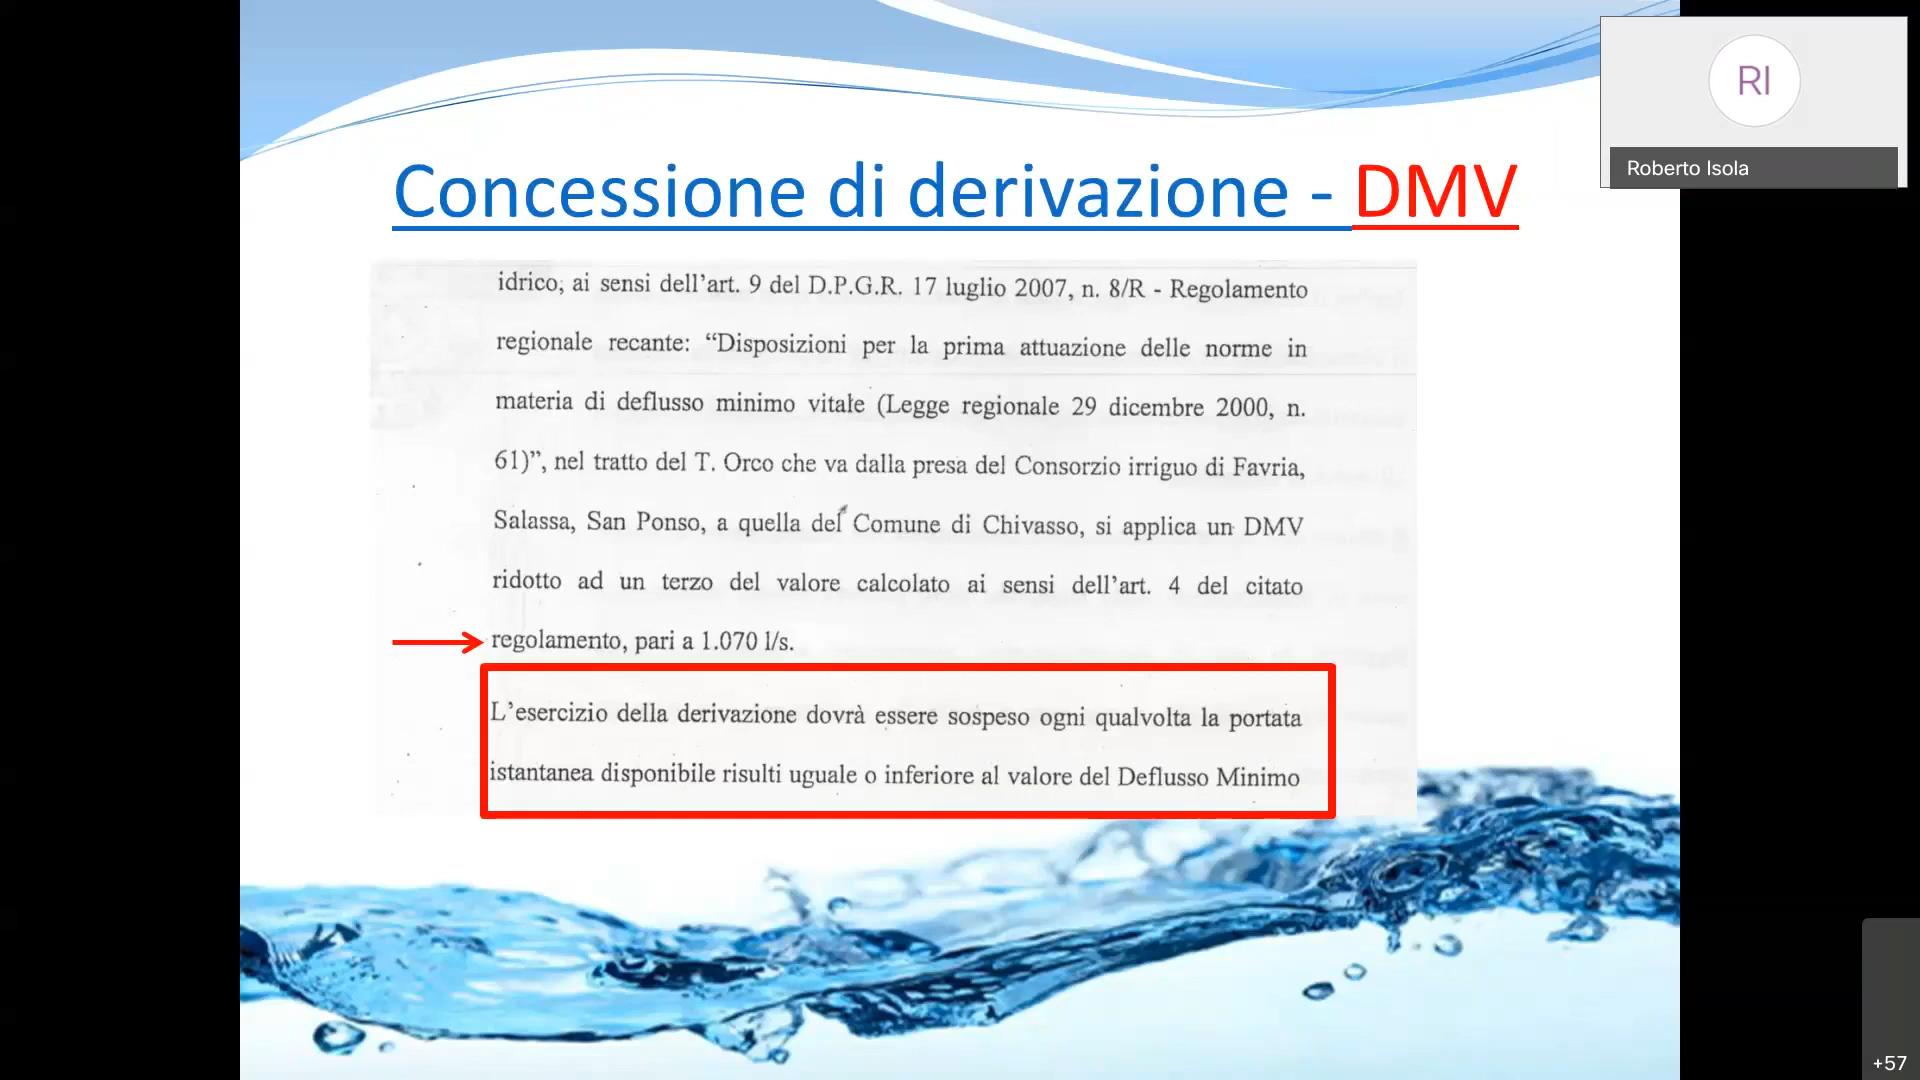 RI
Roberto Isola
Concessione di derivazione - DMV
idrico, ai sensi dell’art. 9 del D.P.G.R. 17 luglio 2007, n. 8/R - Regolamento
regionale recante: “Disposizioni per la prima attuazione delle norme in
materia di deflusso minimo vitale (Legge regionale 29 dicembre 2000, n.
61)”, nel tratto del T. Orco che va dalla presa del Consorzio irriguo di Favria,
Salassa, San Ponso, a quella del Comune di Chivasso, si applica un DMV
ridotto ad un terzo del valore calcolato ai sensi dell’art. 4 del citato
regolamento, pari a 1.070 l/s.
L’esercizio della derivazione dovrà essere sospeso ogni qualvolta la portata
istantanea disponibile risulti uguale o inferiore al valore del Deflusso Minimo
+57